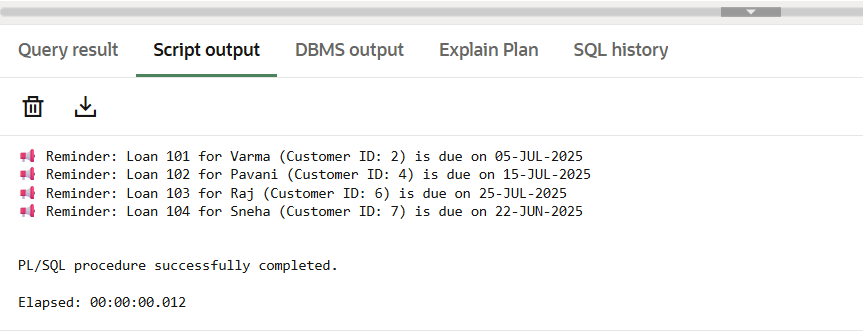 Query result Script output DBMS output Explain Plan SQL history
📢 Reminder: Loan 101 for Varma (Customer ID: 2) is due on 05-JUL-2025
📢 Reminder: Loan 102 for Pavani (Customer ID: 4) is due on 15-JUL-2025
📢 Reminder: Loan 103 for Raj (Customer ID: 6) is due on 25-JUL-2025
📢 Reminder: Loan 104 for Sneha (Customer ID: 7) is due on 22-JUN-2025
PL/SQL procedure successfully completed.
Elapsed: 00:00:00.012